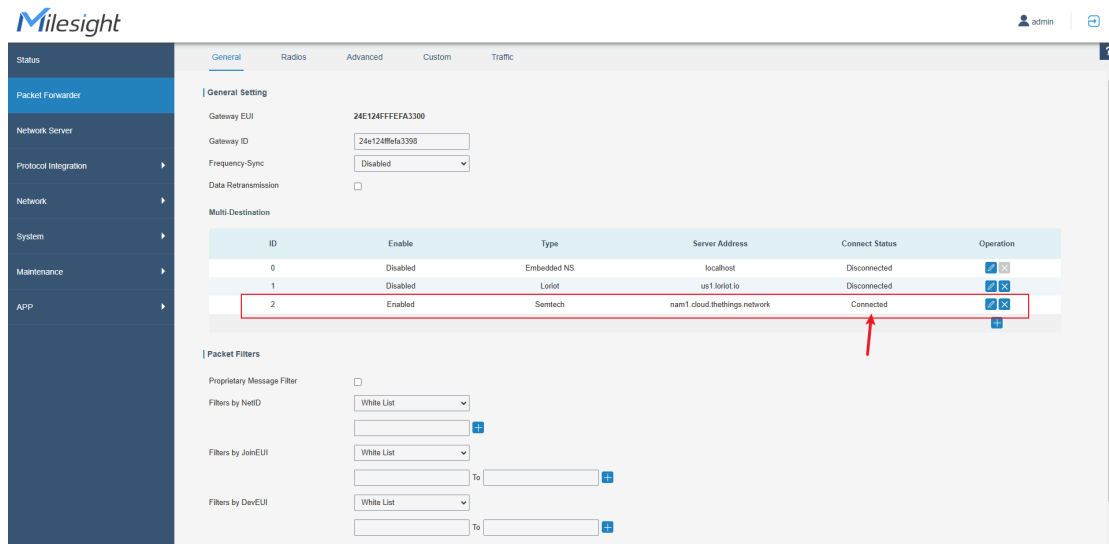 Milesight
admin
Status
Packet Forwarder
Network Server
Protocol Integration
Network
System
Maintenance
APP
General Radios Advanced Custom Traffic
?
General Setting
Gateway EUI 24E124FFFEFA3300
Gateway ID 24e124fffefa3398
Frequency-Sync Disabled
Data Retransmission
Multi-Destination
ID Enable Type Server Address Connect Status Operation
0 Disabled Embedded NS localhost Disconnected
1 Disabled Loriot us1.loriot.io Disconnected
2 Enabled Semtech nam1.cloud.thethings.network Connected
Packet Filters
Proprietary Message Filter
Filters by NetID White List
Filters by JoinEUI White List
To
Filters by DevEUI White List
To